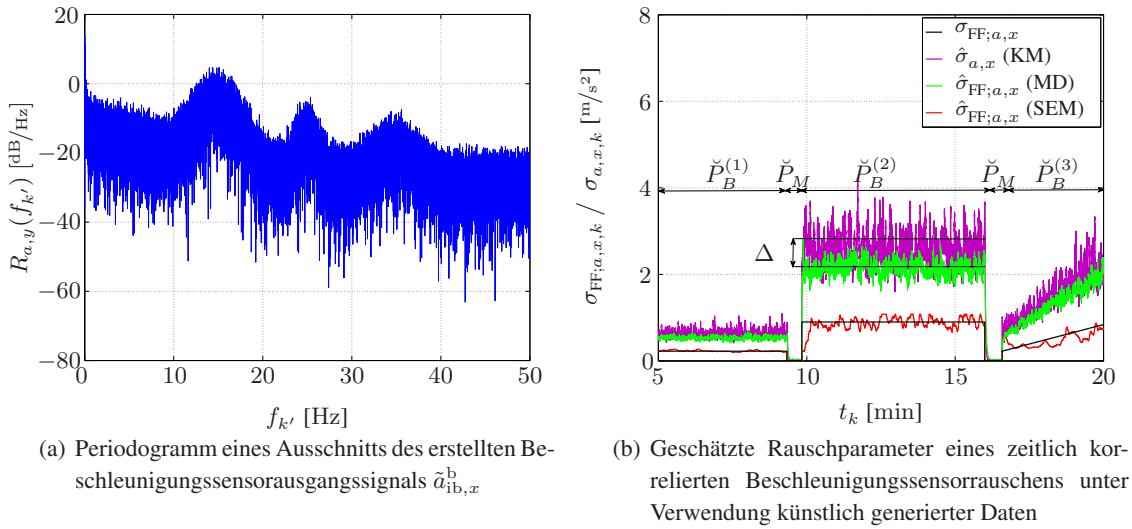 20
0
−20
−40
−60
−80
0
10
20
30
40
50
R_{a,y}(f_{k′}) [dB/Hz]
f_{k′} [Hz]
8
6
4
2
0
5
10
15
20
σ_{FF;a,x,k} / σ_{a,x,k} [m/s²]
t_k [min]
σ_{FF;a,x}
σ̂_{a,x} (KM)
σ̂_{FF;a,x} (MD)
σ̂_{FF;a,x} (SEM)
P̆_B^{(1)} P̆_M P̆_B^{(2)} P̆_M P̆_B^{(3)}
Δ
(a) Periodogramm eines Ausschnitts des erstellten Be-
schleunigungssensorausgangssignals ã^b_{ib,x}
(b) Geschätzte Rauschparameter eines zeitlich kor-
relierten Beschleunigungssensorrauschens unter
Verwendung künstlich generierter Daten